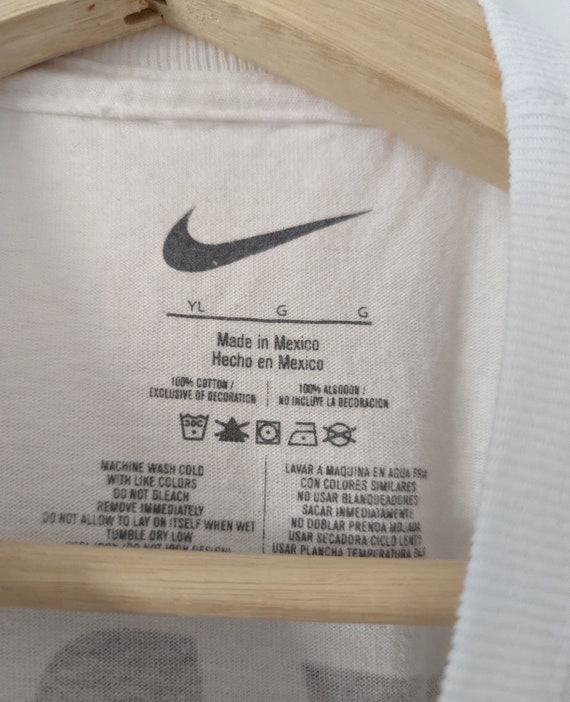 YL G G
Made in Mexico
Hecho en Mexico
100% COTTON /
EXCLUSIVE OF DECORATION
100% ALGODON /
NO INCLUYE LA DECORACION
30C
MACHINE WASH COLD
WITH LIKE COLORS
DO NOT BLEACH
REMOVE IMMEDIATELY
DO NOT ALLOW TO LAY ON ITSELF WHEN WET
TUMBLE DRY LOW
LAVAR A MAQUINA EN AGUA
CON COLORES SIMILARES
NO USAR BLANQUEADORES
SACAR IMMEDIATAMENTE
NO DOBLAR PRENDA MOJADA
USAR SECADORA CICLO LENTO
USAR PLANCHA TEMPERATURA